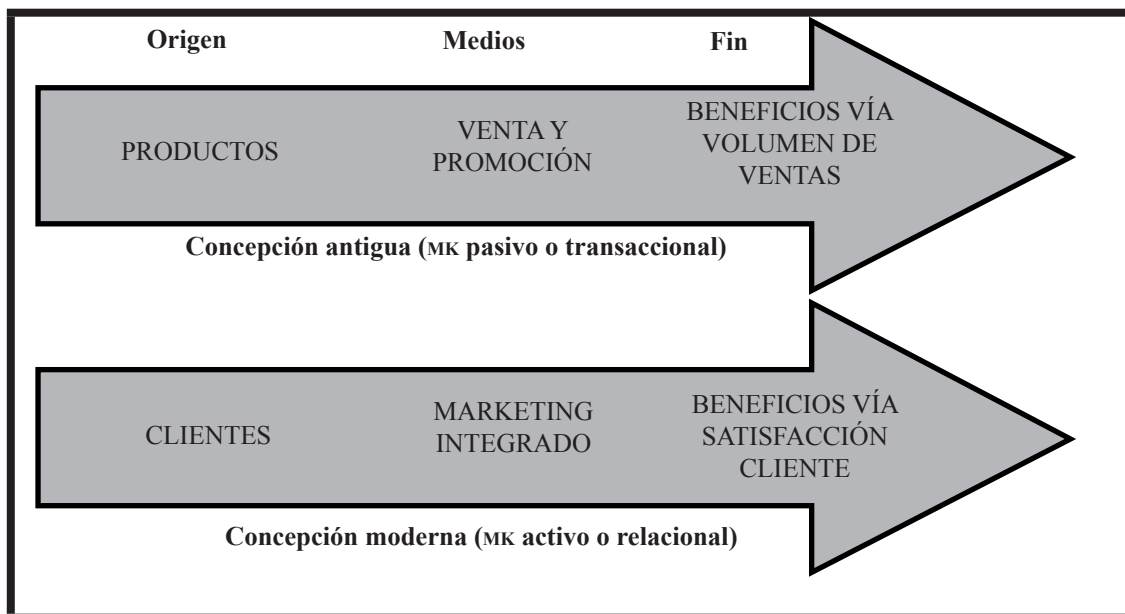 Origen Medios Fin
PRODUCTOS
VENTA Y
PROMOCIÓN
BENEFICIOS VÍA
VOLUMEN DE
VENTAS
Concepción antigua (MK pasivo o transaccional)
CLIENTES
MARKETING
INTEGRADO
BENEFICIOS VÍA
SATISFACCIÓN
CLIENTE
Concepción moderna (MK activo o relacional)